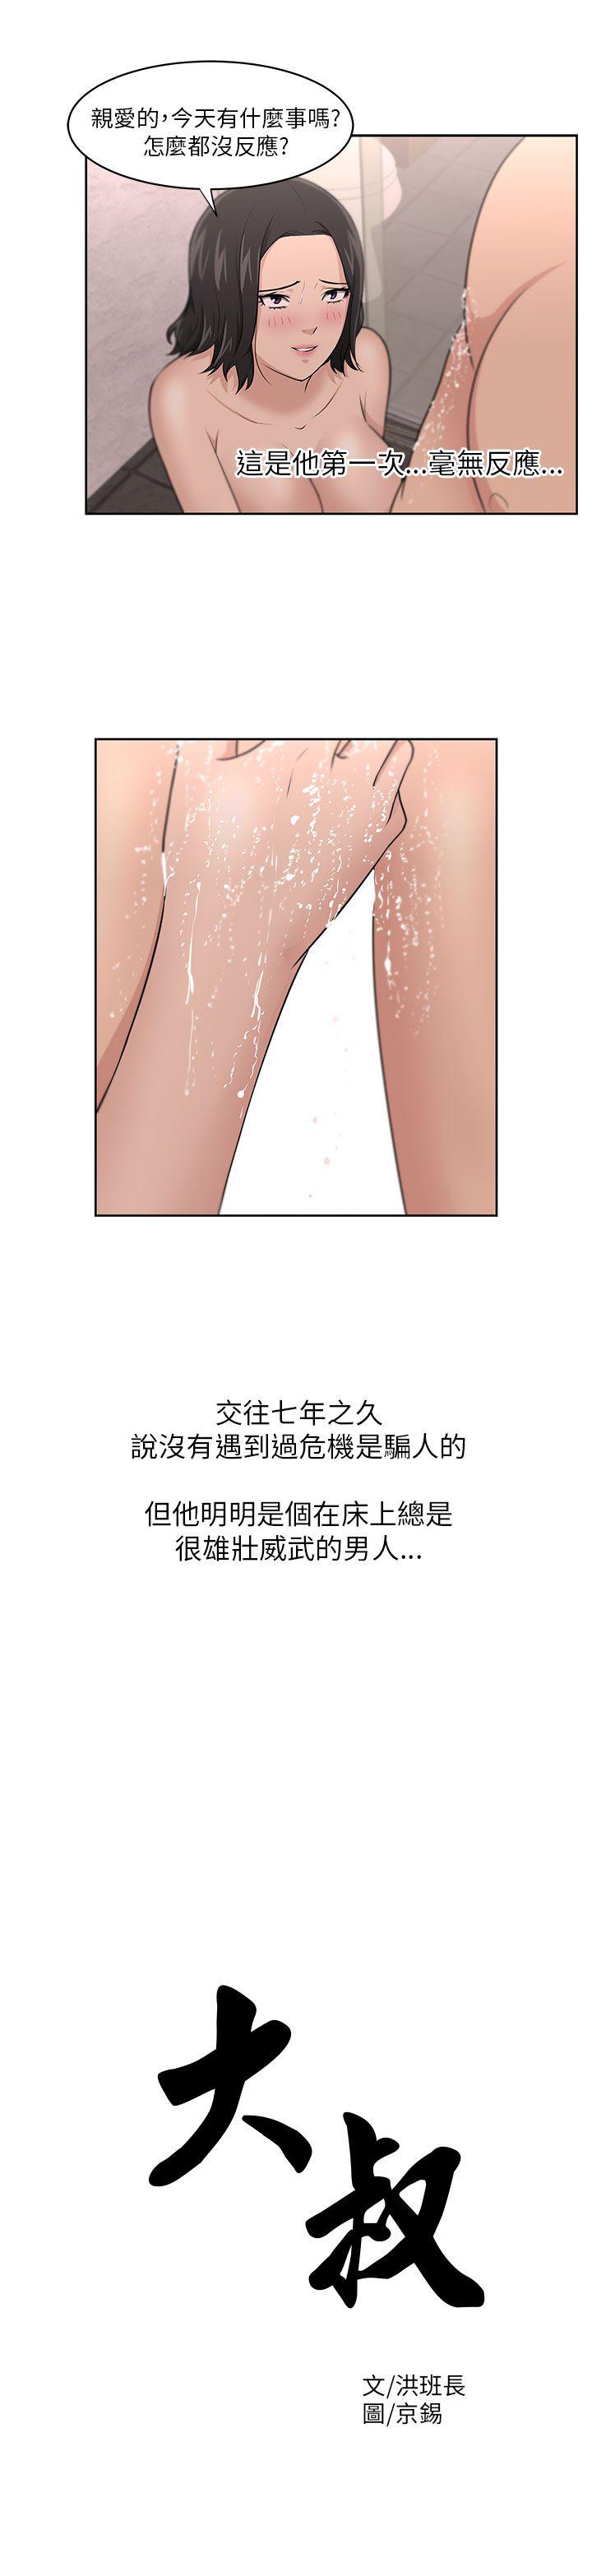 親愛的，今天有什麼事嗎?
怎麼都沒反應?
這是他第一次...毫無反應...
交往七年之久
說沒有遇到過危機是騙人的
但他明明是個在床上總是
很雄壯威武的男人...
大叔
文/洪班長
圖/京錫